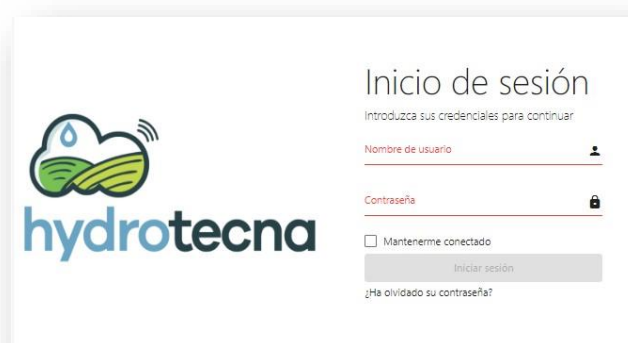 hydrotecna
Inicio de sesión
Introduzca sus credenciales para continuar
Nombre de usuario
Contraseña
Mantenerme conectado
Iniciar sesión
¿Ha olvidado su contraseña?